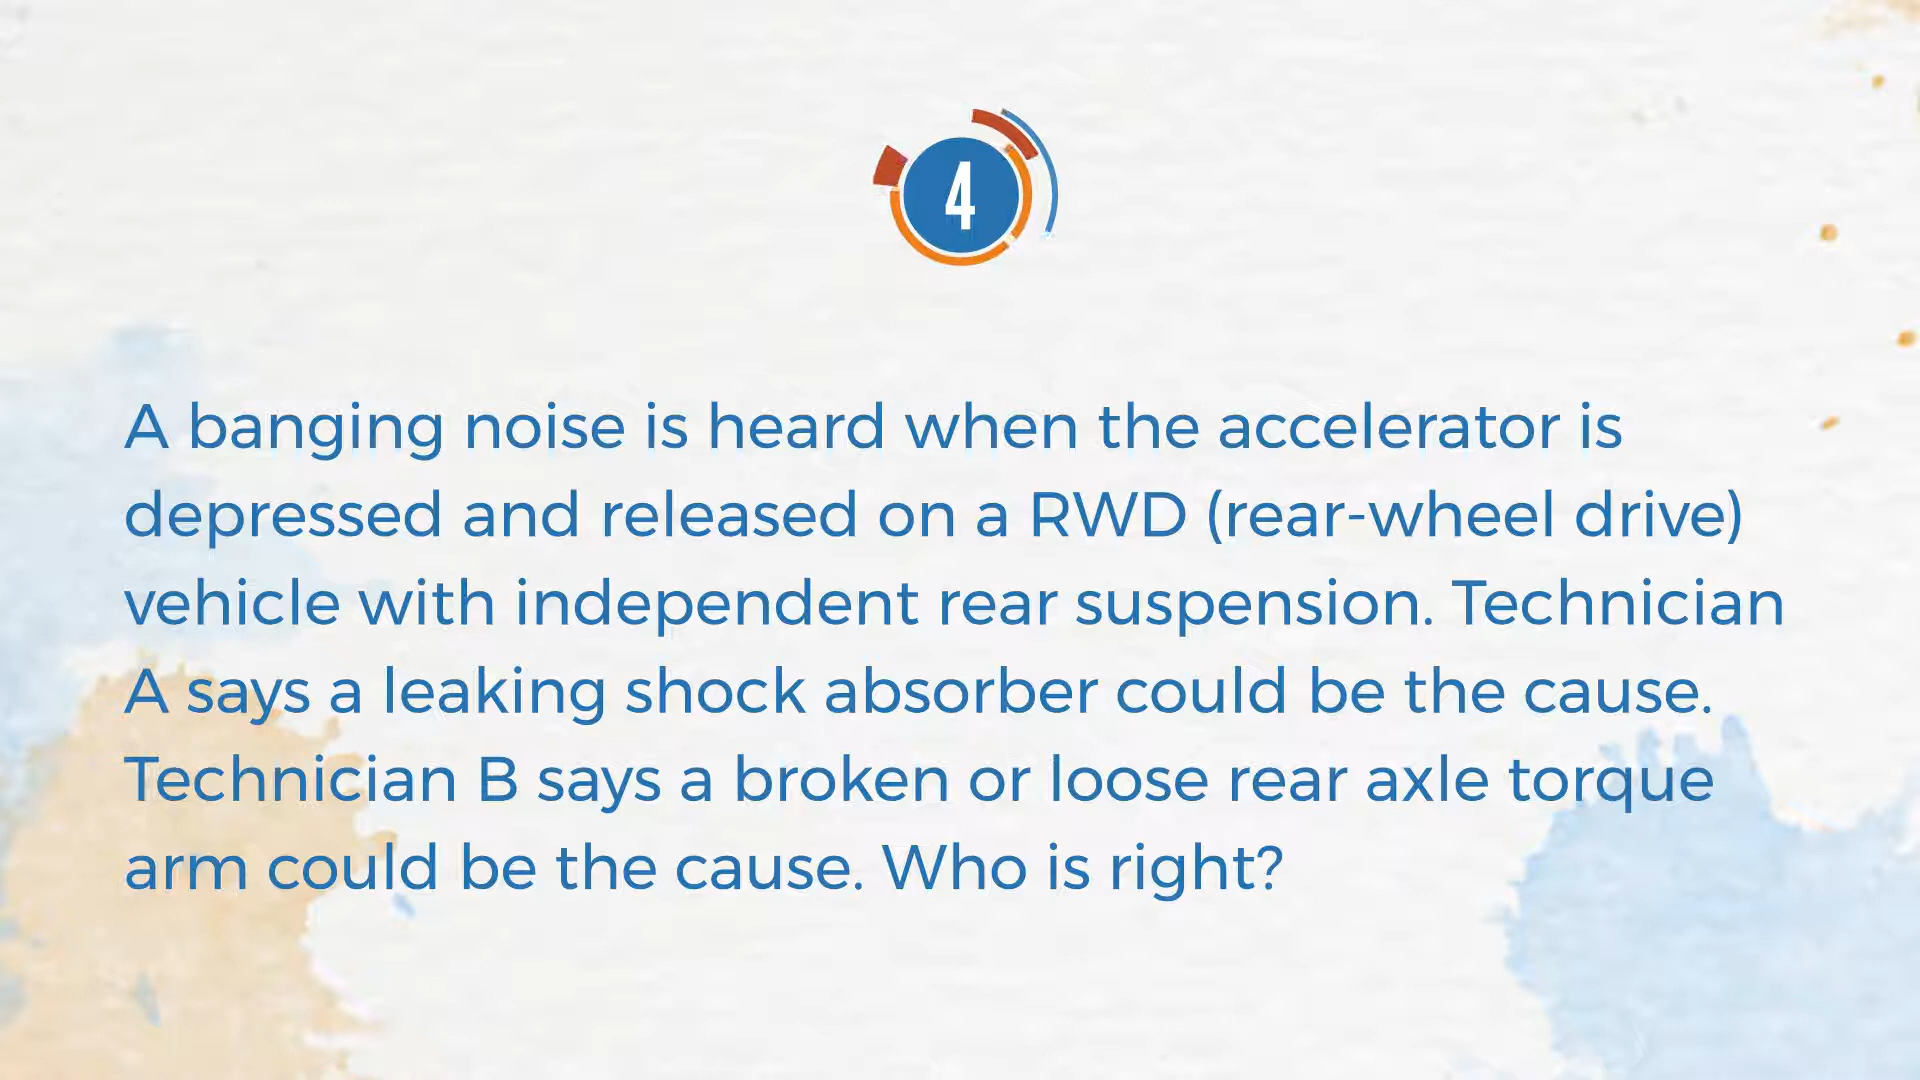 4
A banging noise is heard when the accelerator is
depressed and released on a RWD (rear-wheel drive)
vehicle with independent rear suspension. Technician
A says a leaking shock absorber could be the cause.
Technician B says a broken or loose rear axle torque
arm could be the cause. Who is right?